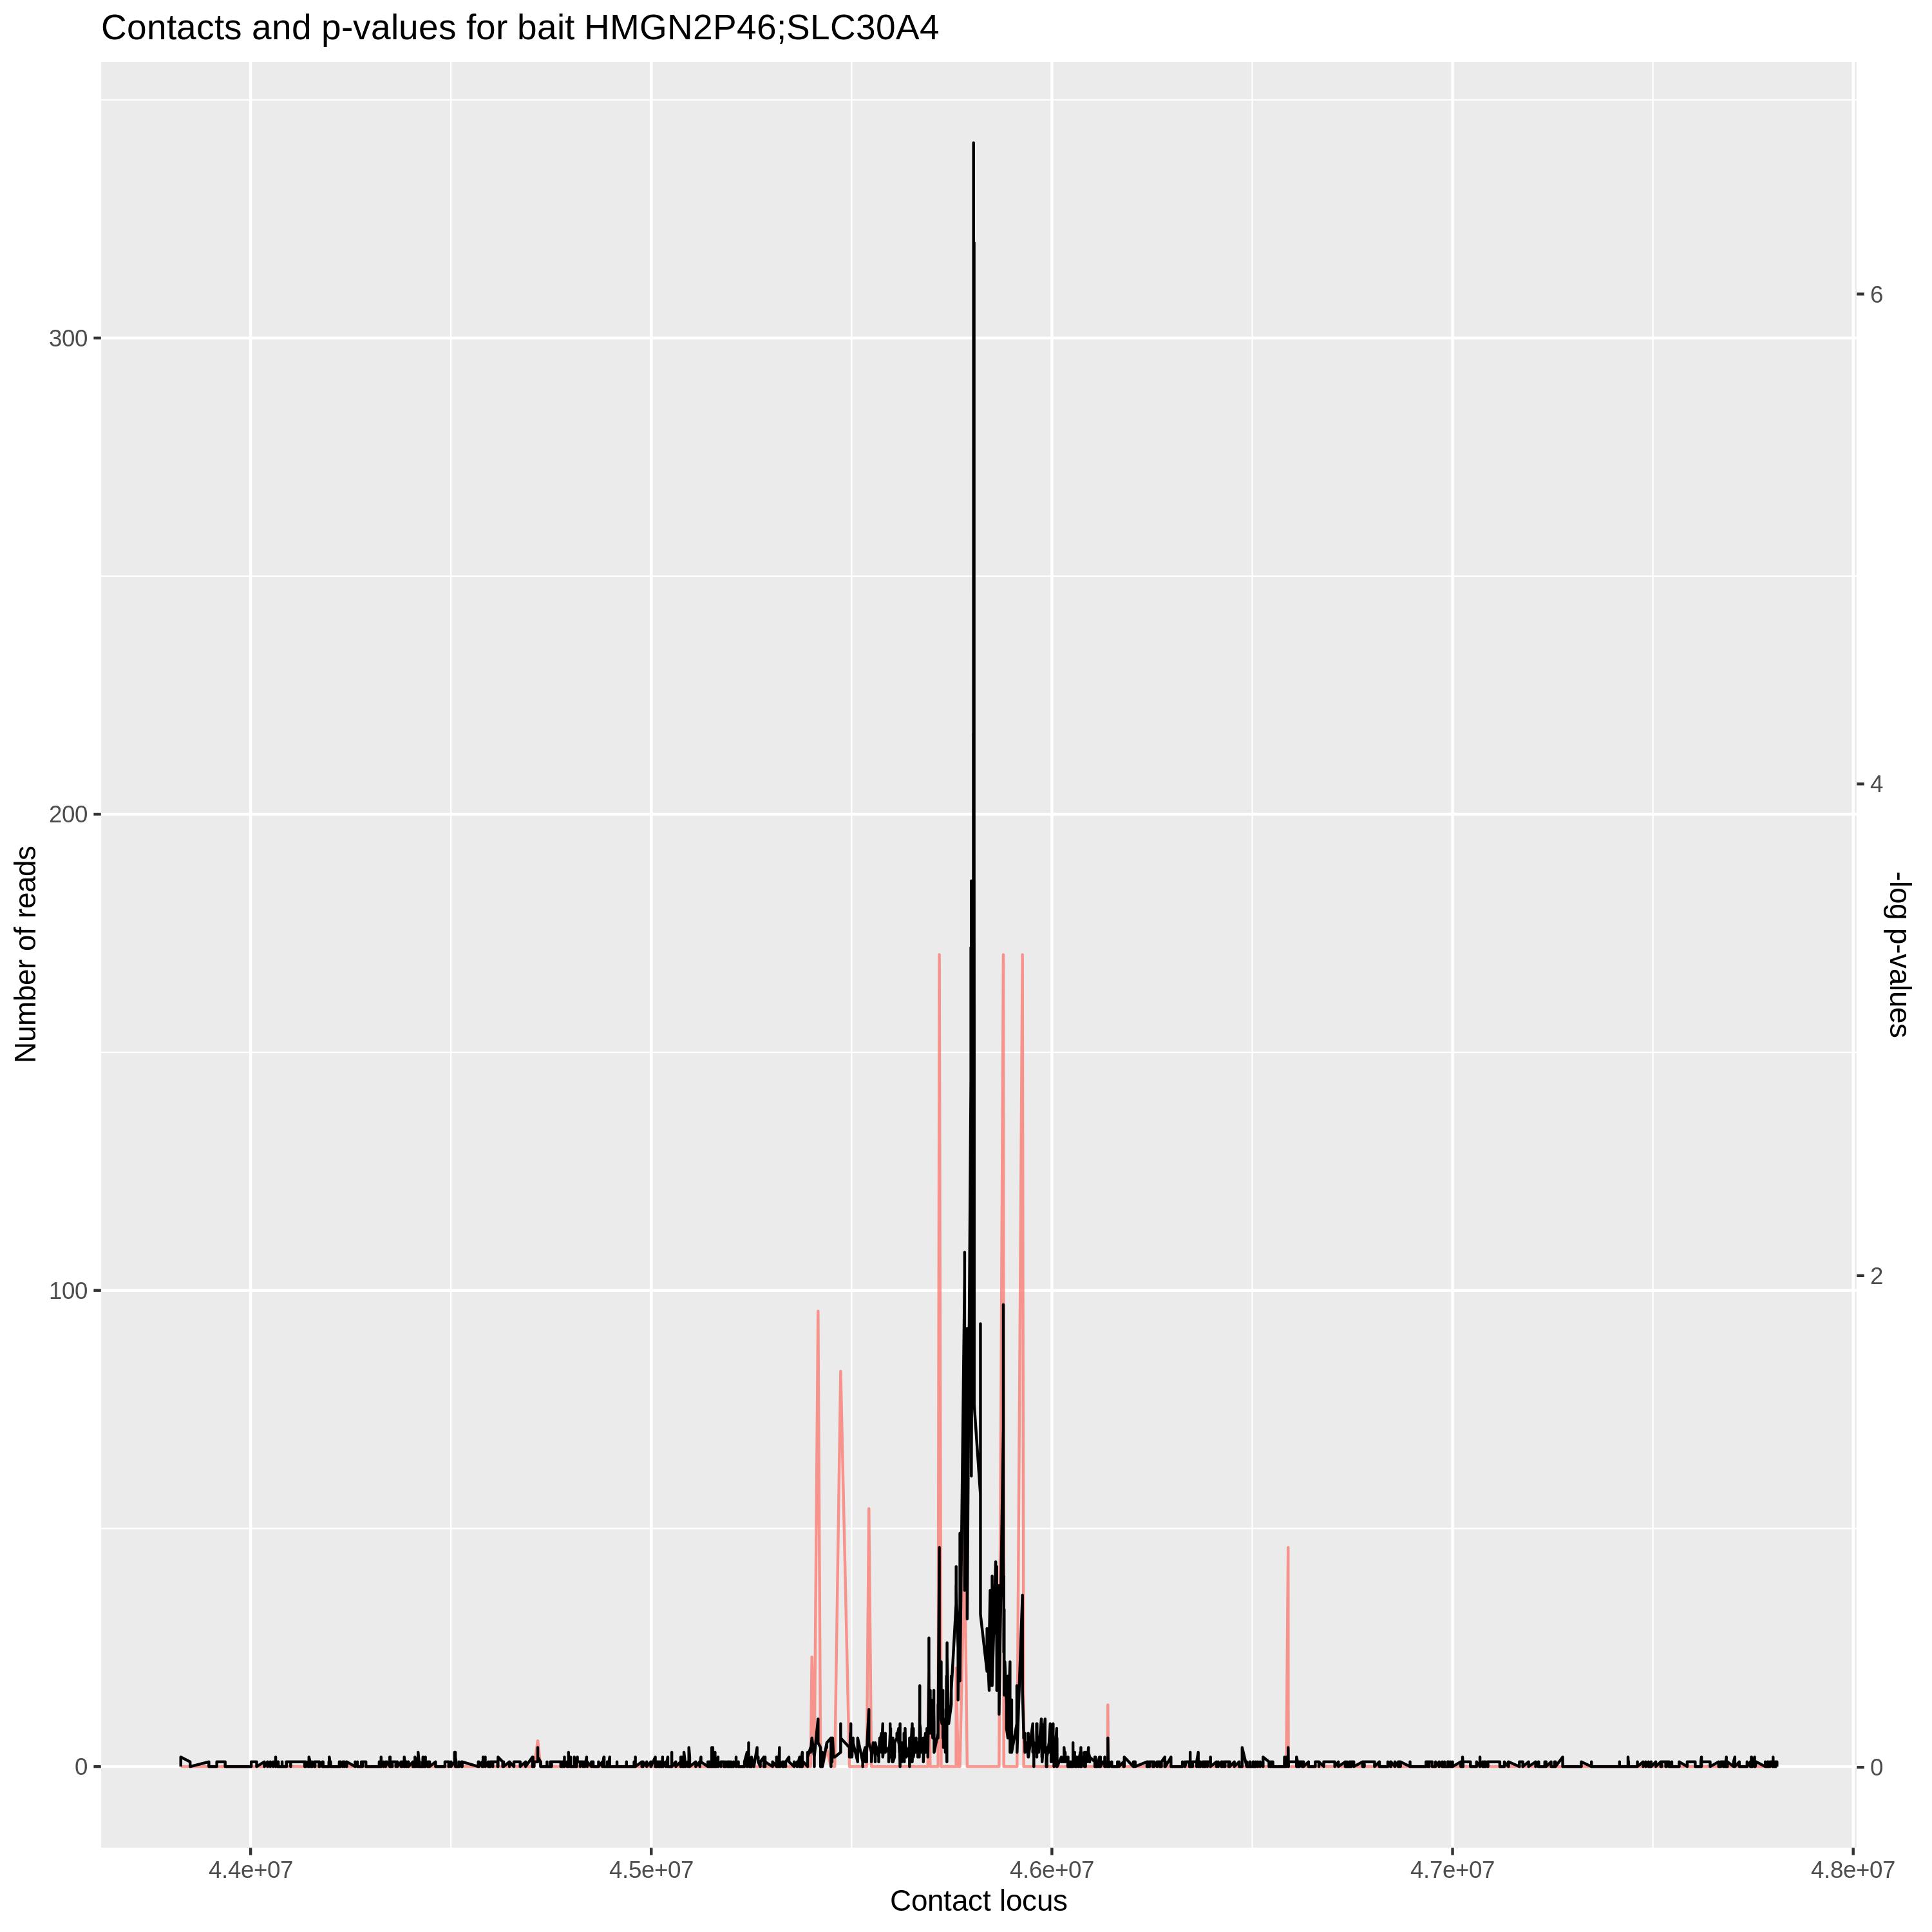 Contacts and p-values for bait HMGN2P46;SLC30A4
Number of reads
300
200
100
0
6
4
2
0
-log p-values
4.4e+07
4.5e+07
4.6e+07
4.7e+07
4.8e+07
Contact locus